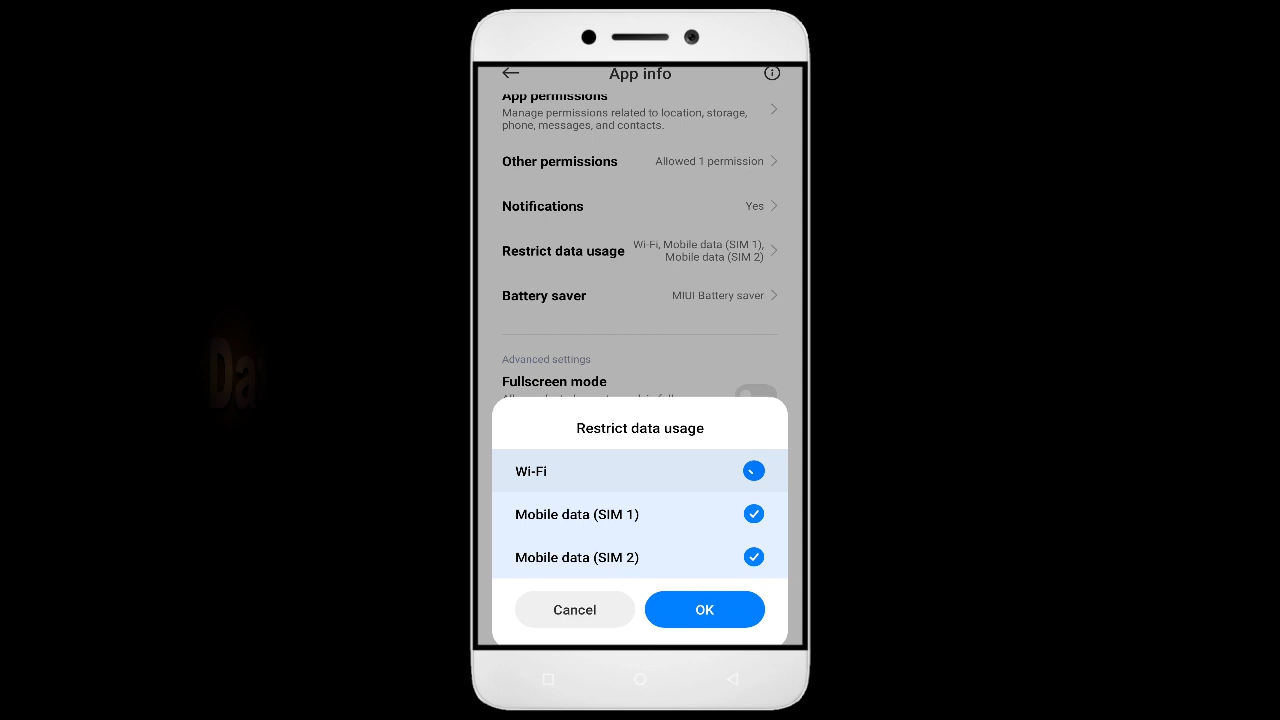 App info
App permissions
Manage permissions related to location, storage,
phone, messages, and contacts.
Other permissions
Allowed 1 permission
Notifications
Yes
Restrict data usage
Wi-Fi, Mobile data (SIM 1),
Mobile data (SIM 2)
Battery saver
MIUI Battery saver
Advanced settings
Fullscreen mode
Restrict data usage
Wi-Fi
Mobile data (SIM 1)
Mobile data (SIM 2)
Cancel
OK
Da